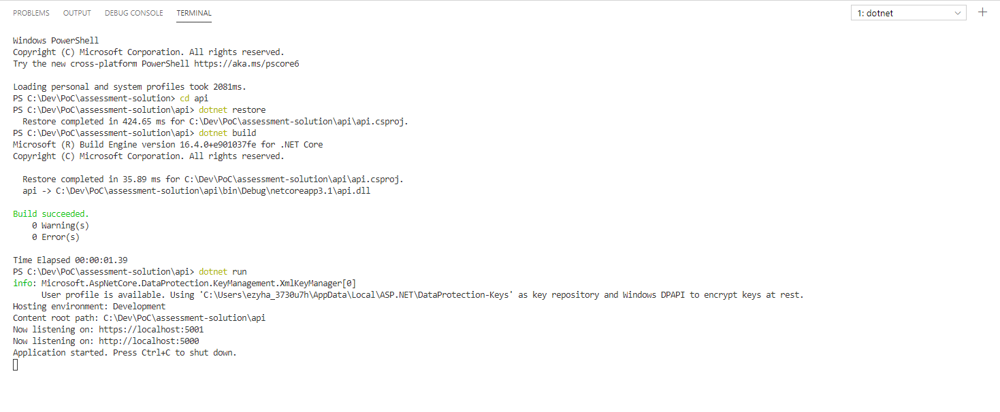 PROBLEMS OUTPUT DEBUG CONSOLE TERMINAL 1: dotnet
Windows PowerShell
Copyright (C) Microsoft Corporation. All rights reserved.
Try the new cross-platform PowerShell https://aka.ms/pscore6
Loading personal and system profiles took 2081ms.
PS C:\Dev\PoC\assessment-solution> cd api
PS C:\Dev\PoC\assessment-solution\api> dotnet restore
  Restore completed in 424.65 ms for C:\Dev\PoC\assessment-solution\api\api.csproj.
PS C:\Dev\PoC\assessment-solution\api> dotnet build
Microsoft (R) Build Engine version 16.4.0+e901037fe for .NET Core
Copyright (C) Microsoft Corporation. All rights reserved.
  Restore completed in 35.89 ms for C:\Dev\PoC\assessment-solution\api\api.csproj.
  api -> C:\Dev\PoC\assessment-solution\api\bin\Debug\netcoreapp3.1\api.dll
Build succeeded.
    0 Warning(s)
    0 Error(s)
Time Elapsed 00:00:01.39
PS C:\Dev\PoC\assessment-solution\api> dotnet run
info: Microsoft.AspNetCore.DataProtection.KeyManagement.XmlKeyManager[0]
      User profile is available. Using 'C:\Users\ezyha_3730u7h\AppData\Local\ASP.NET\DataProtection-Keys' as key repository and Windows DPAPI to encrypt keys at rest.
Hosting environment: Development
Content root path: C:\Dev\PoC\assessment-solution\api
Now listening on: https://localhost:5001
Now listening on: http://localhost:5000
Application started. Press Ctrl+C to shut down.